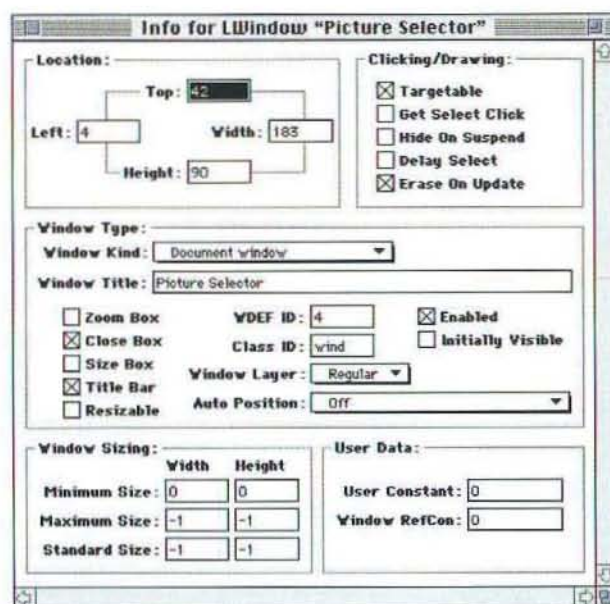 Info for LWindow “Picture Selector”
Location:
Top: 42
Left: 4
Width: 183
Height: 90
Clicking/Drawing:
Targetable
Get Select Click
Hide On Suspend
Delay Select
Erase On Update
Window Type:
Window Kind: Document window
Window Title: Picture Selector
Zoom Box
Close Box
Size Box
Title Bar
Resizable
WDEF ID: 4
Class ID: wind
Window Layer: Regular
Auto Position: Off
Enabled
Initially Visible
Window Sizing:
Width Height
Minimum Size: 0 0
Maximum Size: -1 -1
Standard Size: -1 -1
User Data:
User Constant: 0
Window RefCon: 0